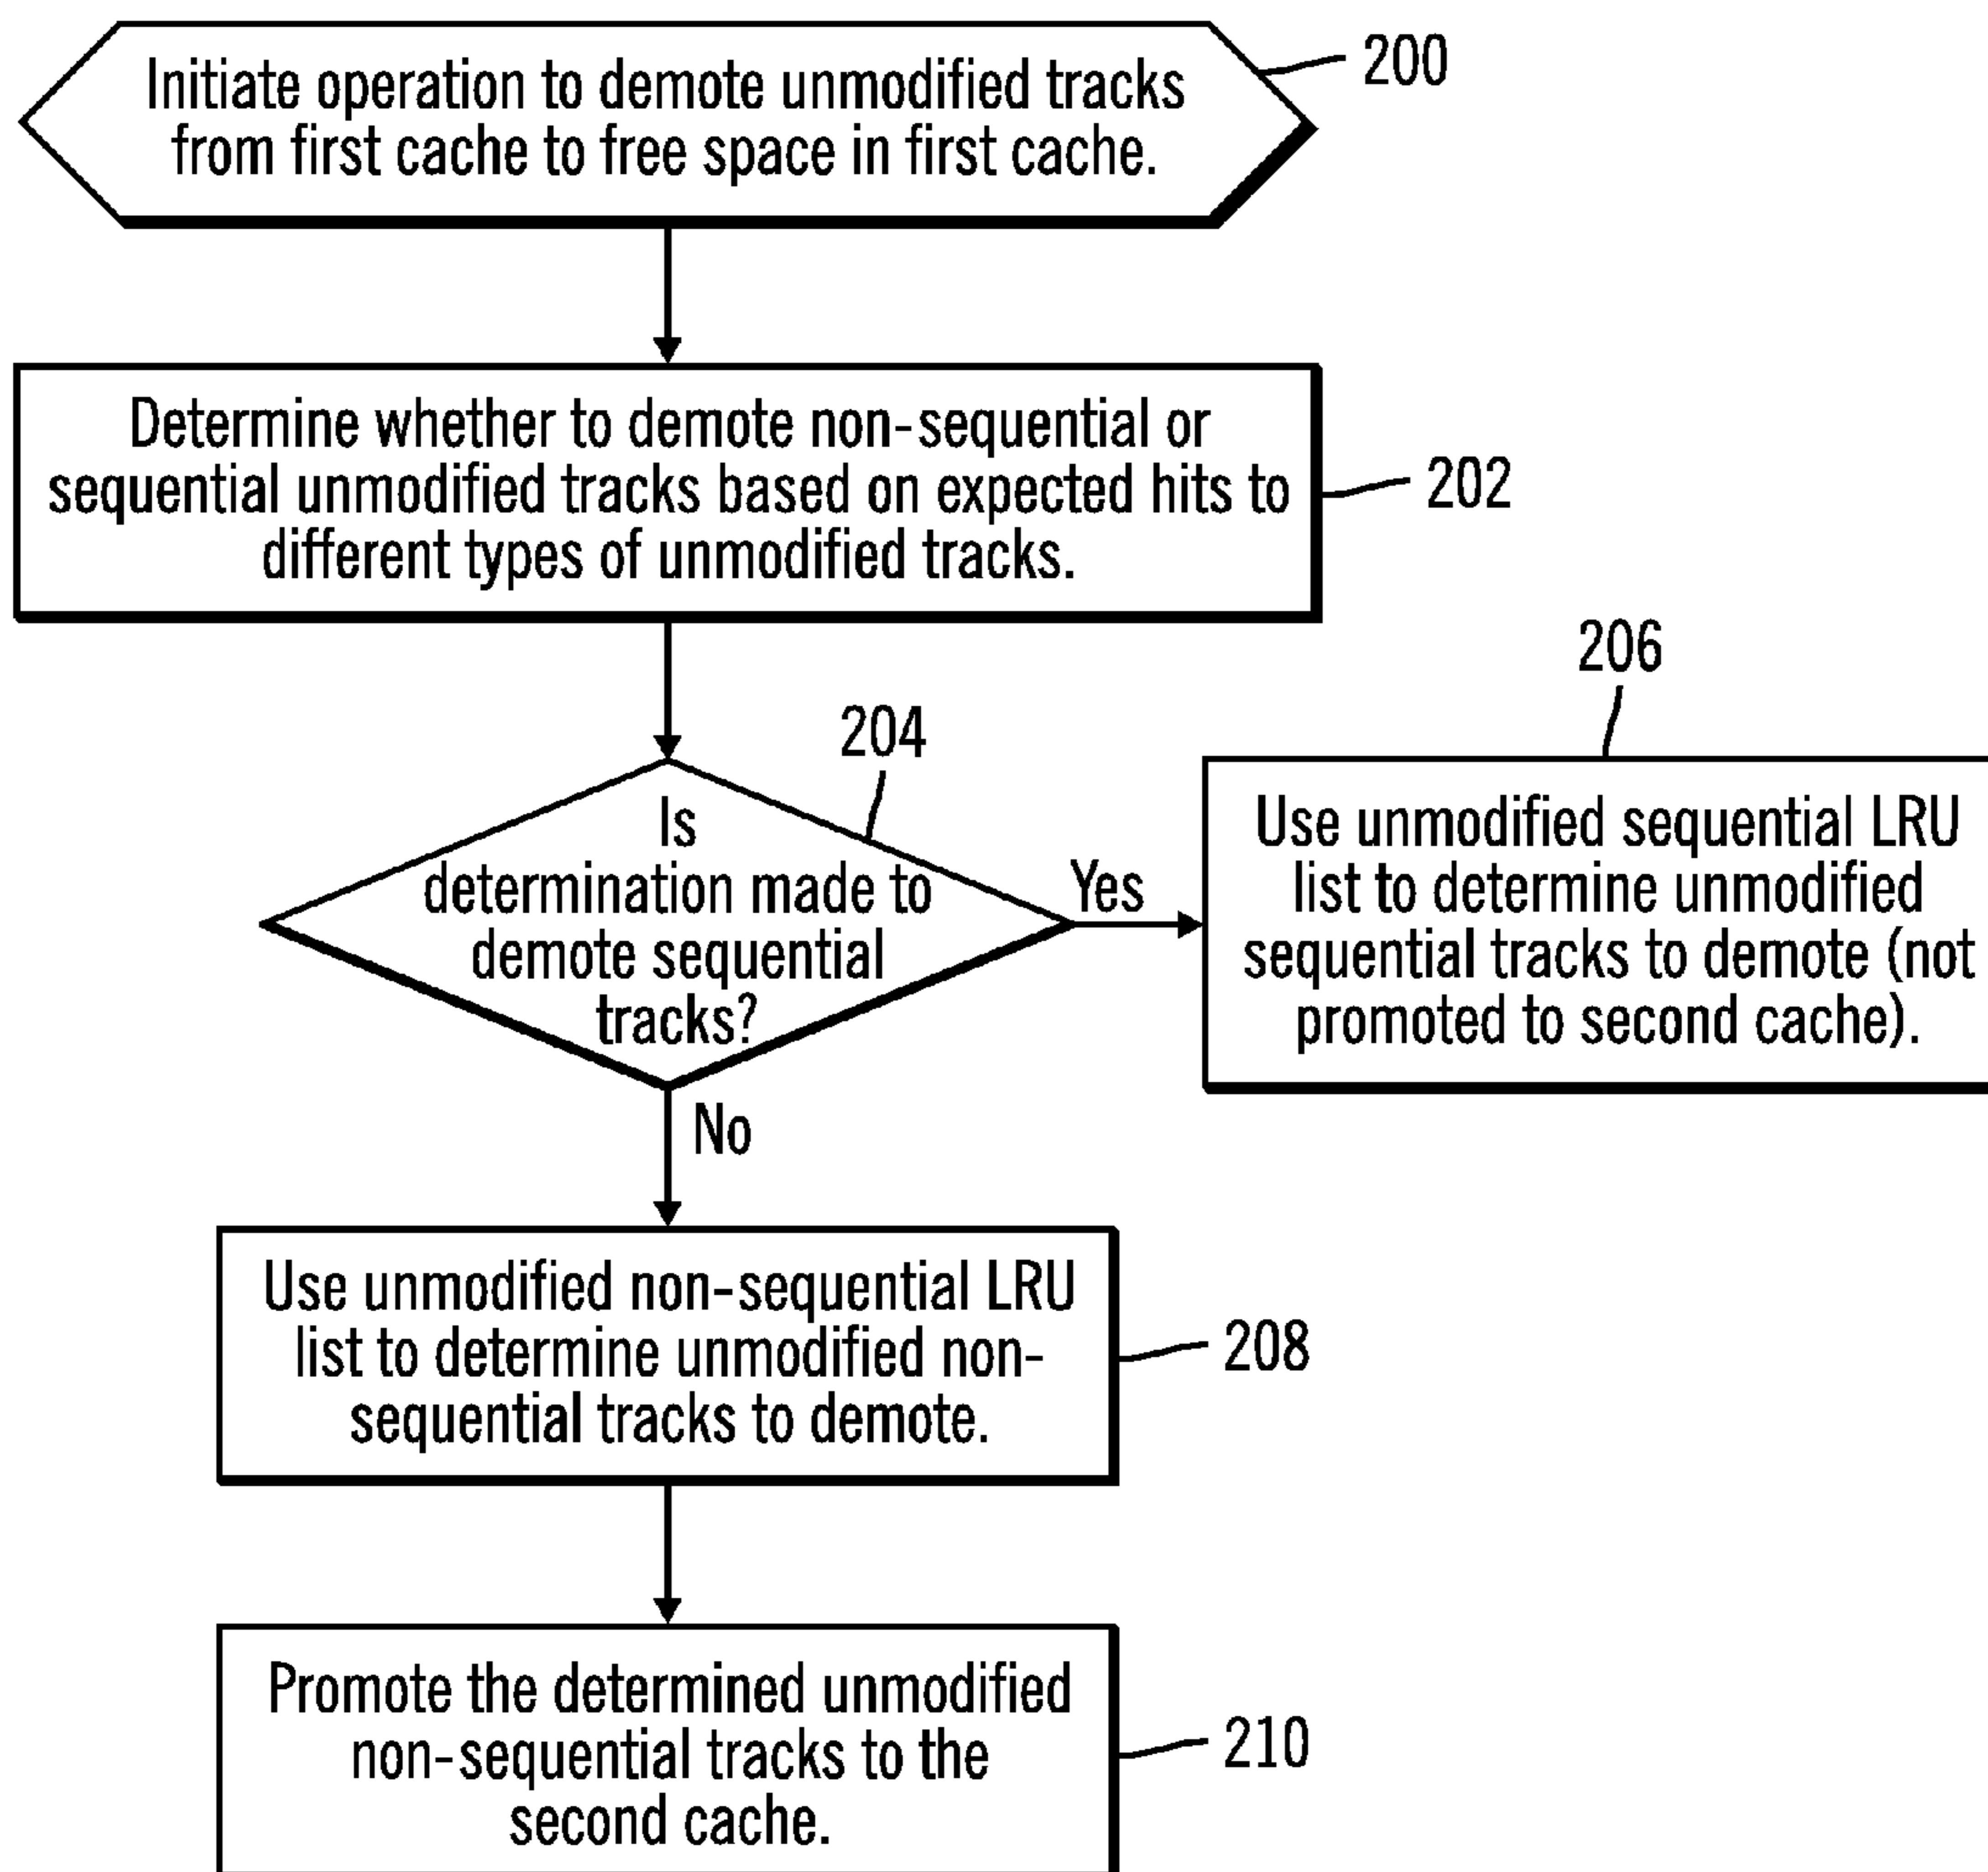 Initiate operation to demote unmodified tracks
from first cache to free space in first cache.
200
Determine whether to demote non-sequential or
sequential unmodified tracks based on expected hits to
different types of unmodified tracks.
202
204
Is
determination made to
demote sequential
tracks?
Yes
206
Use unmodified sequential LRU
list to determine unmodified
sequential tracks to demote (not
promoted to second cache).
No
Use unmodified non-sequential LRU
list to determine unmodified non-
sequential tracks to demote.
208
Promote the determined unmodified
non-sequential tracks to the
second cache.
210